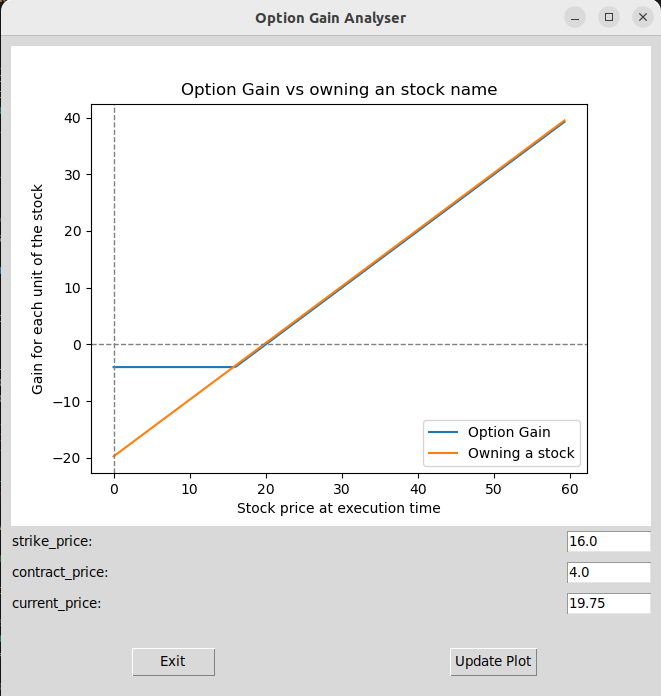 Option Gain Analyser
Option Gain vs owning an stock name
Gain for each unit of the stock
40
30
20
10
0
−10
−20
Option Gain
Owning a stock
0 10 20 30 40 50 60
Stock price at execution time
strike_price: 16.0
contract_price: 4.0
current_price: 19.75
Exit Update Plot